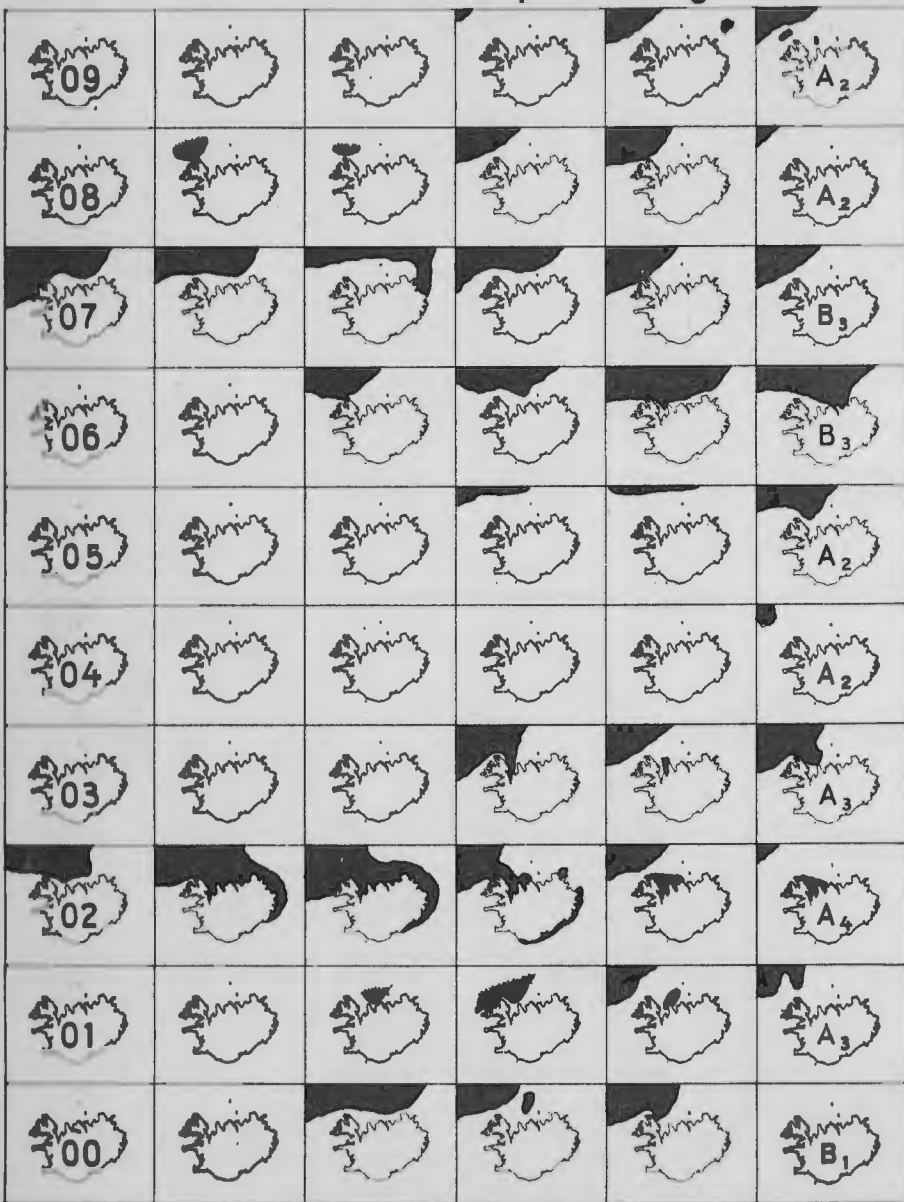 09 A₂
08 A₂
07 B₃
06 B₃
05 A₂
04 A₂
03 A₃
02 A₄
01 A₃
00 B₁